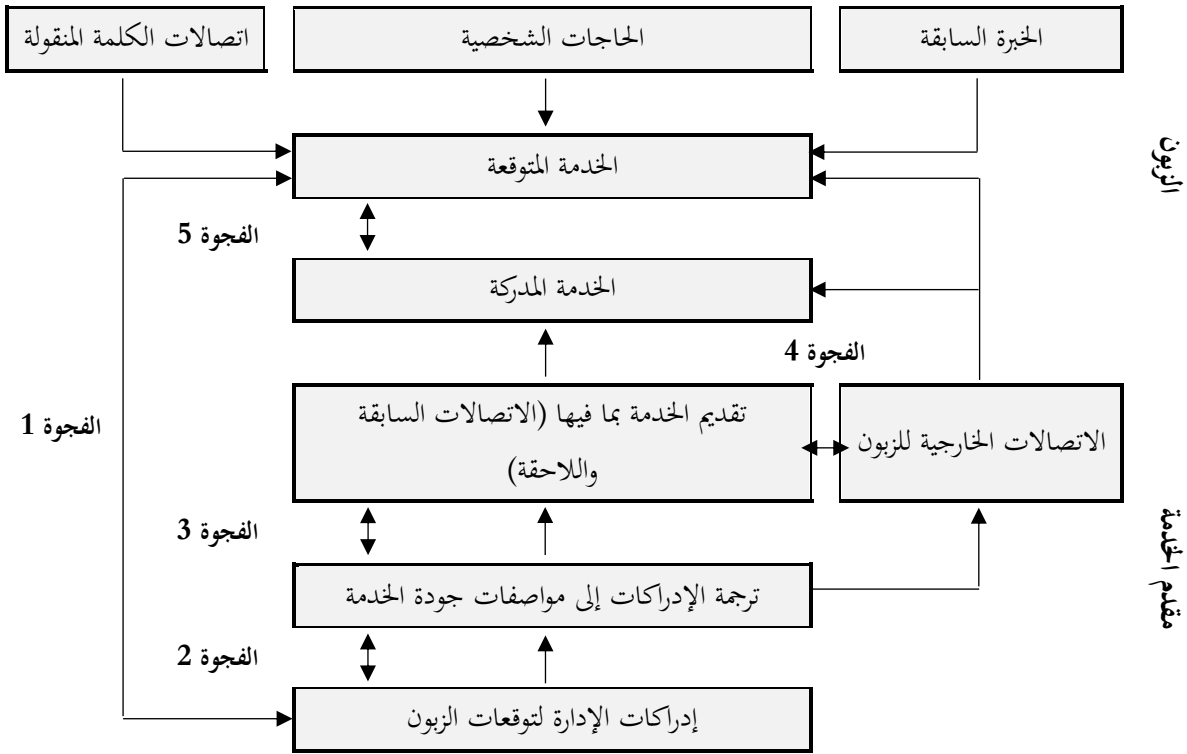 الخبرة السابقة
الحاجات الشخصية
اتصالات الكلمة المنقولة
الزبون
الخدمة المتوقعة
الفجوة 5
الخدمة المدركة
الفجوة 4
الفجوة 1
تقديم الخدمة بما فيها (الاتصالات السابقة
واللاحقة)
الاتصالات الخارجية للزبون
الفجوة 3
مقدم الخدمة
ترجمة الإدراكات إلى مواصفات جودة الخدمة
الفجوة 2
إدراكات الإدارة لتوقعات الزبون